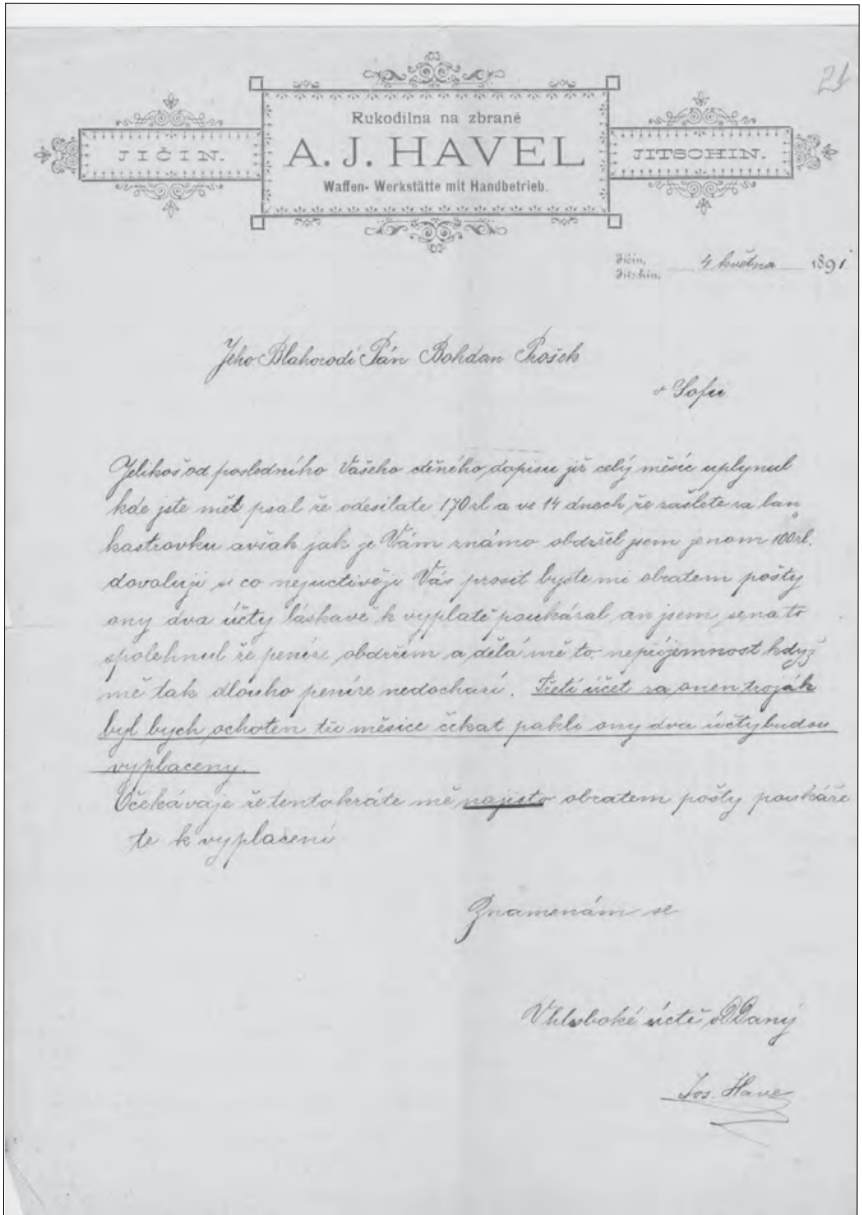 21
Rukodilna na zbraně
JIČIN.
A. J. HAVEL
JITSCHIN.
Waffen- Werkstätte mit Handbetrieb.
Jičin,
Jitschin,
4 května 1891
Jeho Blahorodí Pán Bohdan Prošek
v Sofii
Jelikož od posledního Vašeho ctěného dopisu již celý měsíc uplynul
kde jste mět psal že odesíláte 170 zl a ve 14 dnech že zašlete za lan
kastrovku avšak jak je Vám známo obdržel jsem jenom 100 zl.
dovoluji si co nejuctivěji Vás prosit byste mi obratem pošty
ony dva účty láskavě k vyplatě poukázal, an jsem se na to
spolehnul že peníze obdržím a dělá mě to nepříjemnost když
mě tak dlouho peníze nedochazí. Třetí účet za onen troják
byl bych ochoten tři měsíce čekat pakli ony dva účty budou
vyplaceny.
Očekávaje že tentokráte mě najisto obratem pošty poukáže
te k vyplacení
Znamenám se
V hluboké úctě oddaný
Jos. Havel